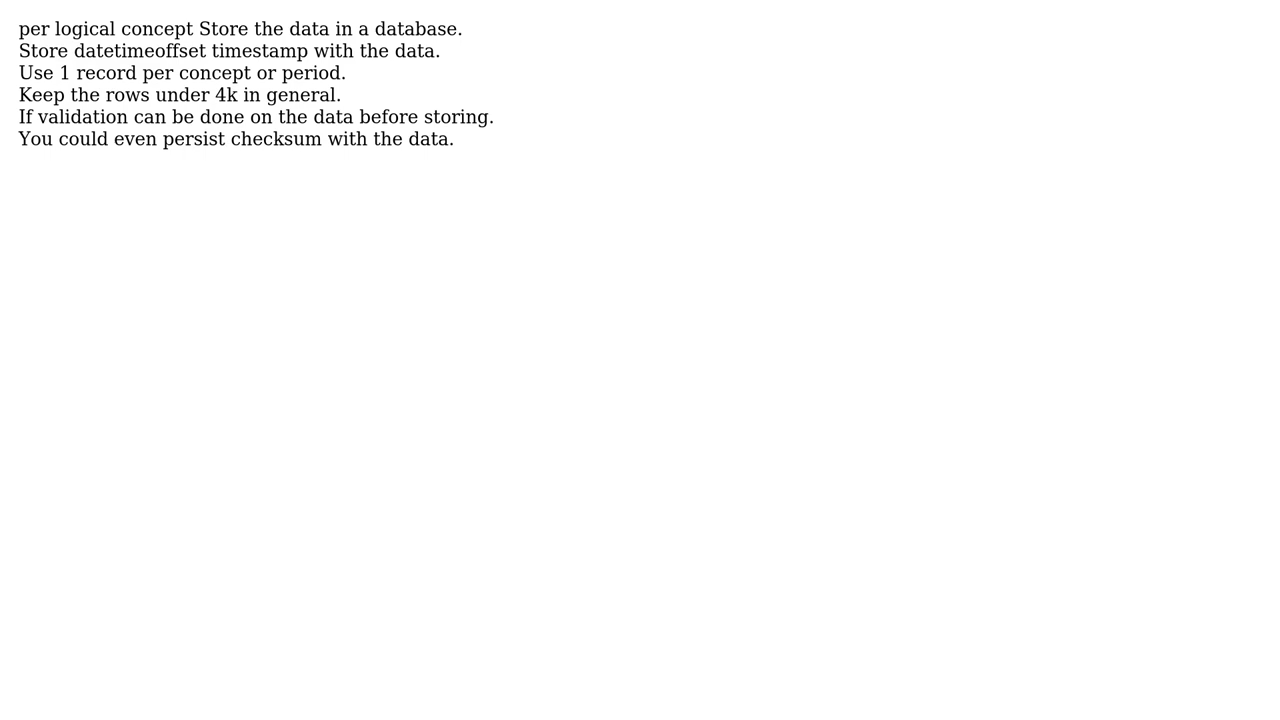 per logical concept Store the data in a database.
Store datetimeoffset timestamp with the data.
Use 1 record per concept or period.
Keep the rows under 4k in general.
If validation can be done on the data before storing.
You could even persist checksum with the data.